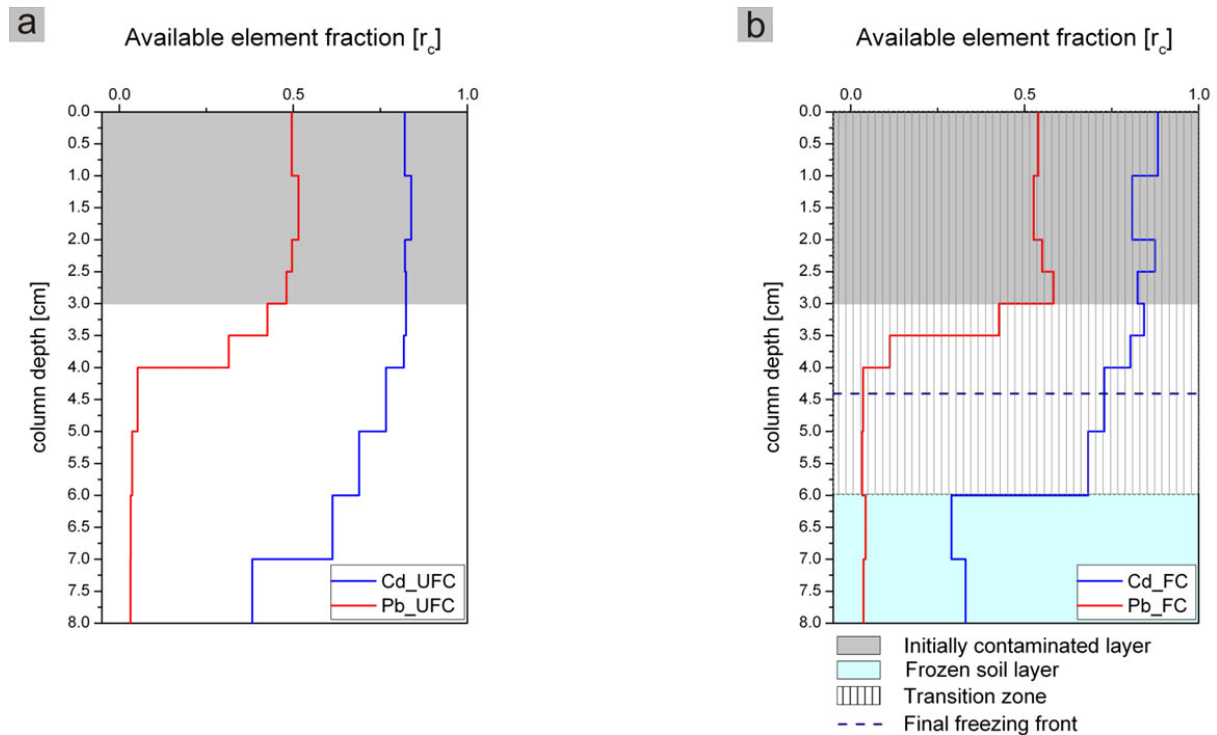 a
Available element fraction [r_c]
0.0 0.5 1.0
0.0
0.5
1.0
1.5
2.0
2.5
3.0
3.5
4.0
4.5
5.0
5.5
6.0
6.5
7.0
7.5
8.0
column depth [cm]
Cd_UFC
Pb_UFC
b
Available element fraction [r_c]
0.0 0.5 1.0
0.0
0.5
1.0
1.5
2.0
2.5
3.0
3.5
4.0
4.5
5.0
5.5
6.0
6.5
7.0
7.5
8.0
column depth [cm]
Cd_FC
Pb_FC
Initially contaminated layer
Frozen soil layer
Transition zone
Final freezing front